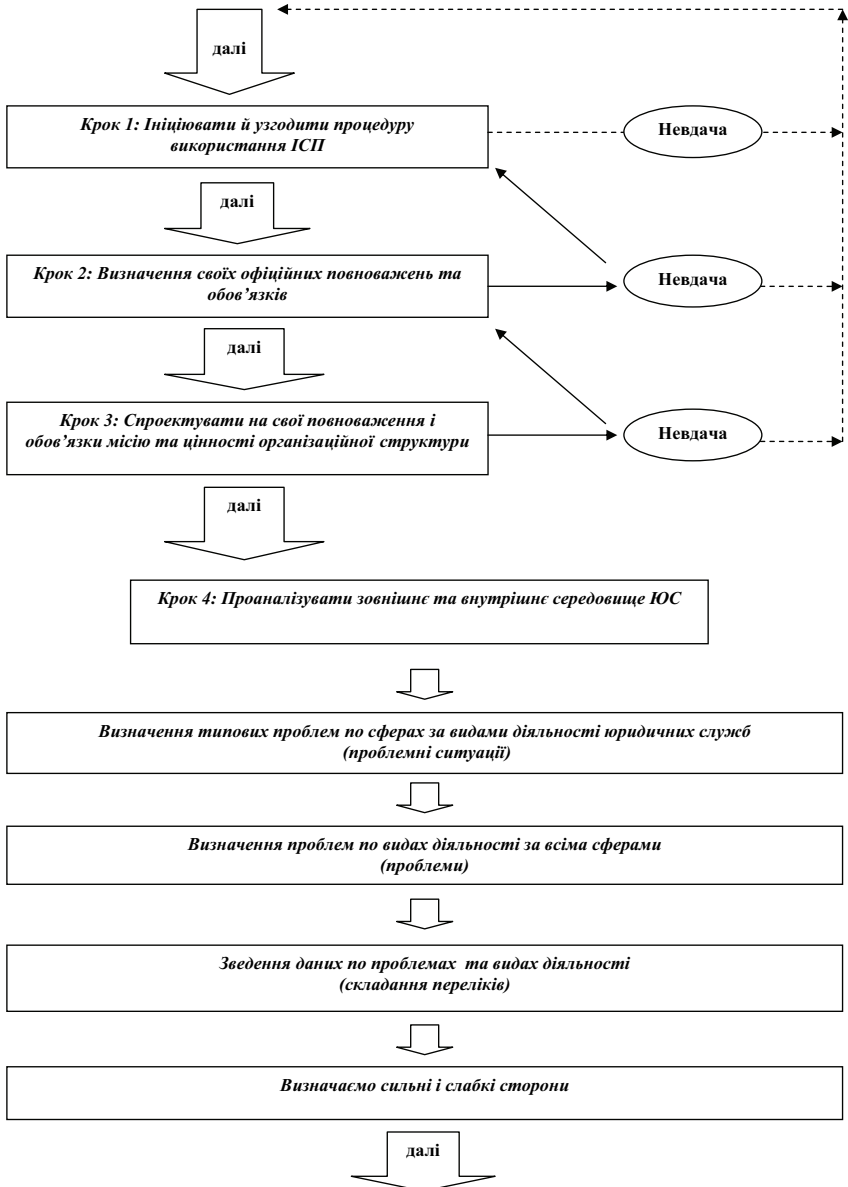 далі
Крок 1: Ініціювати й узгодити процедуру
використання ІСП
Невдача
далі
Крок 2: Визначення своїх офіційних повноважень та
обов’язків
Невдача
далі
Крок 3: Спроектувати на свої повноваження і
обов’язки місію та цінності організаційної структури
Невдача
далі
Крок 4: Проаналізувати зовнішнє та внутрішнє середовище ЮС
Визначення типових проблем по сферах за видами діяльності юридичних служб
(проблемні ситуації)
Визначення проблем по видах діяльності за всіма сферами
(проблеми)
Зведення даних по проблемах та видах діяльності
(складання переліків)
Визначаємо сильні і слабкі сторони
далі